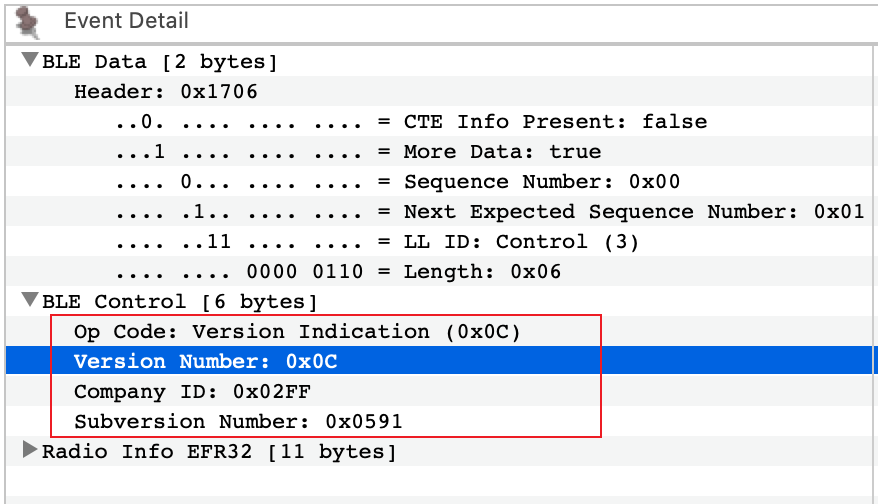 Event Detail
BLE Data [2 bytes]
Header: 0x1706
..0. .... .... .... = CTE Info Present: false
...1 .... .... .... = More Data: true
.... 0... .... .... = Sequence Number: 0x00
.... .1.. .... .... = Next Expected Sequence Number: 0x01
.... ..11 .... .... = LL ID: Control (3)
.... .... 0000 0110 = Length: 0x06
BLE Control [6 bytes]
Op Code: Version Indication (0x0C)
Version Number: 0x0C
Company ID: 0x02FF
Subversion Number: 0x0591
Radio Info EFR32 [11 bytes]